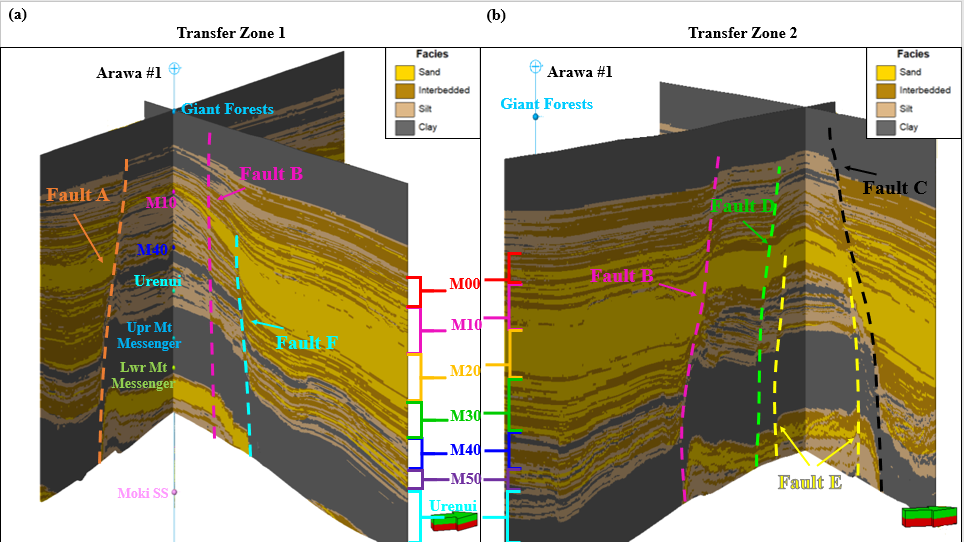 (a)
Transfer Zone 1
Arawa #1
Giant Forests
Facies
Sand
Interbedded
Silt
Clay
Fault A
Fault B
M10
M40
Urenui
Upr Mt
Messenger
Lwr Mt
Messenger
Fault F
Moki SS
M00
M10
M20
M30
M40
M50
Urenui
(b)
Transfer Zone 2
Arawa #1
Giant Forests
Facies
Sand
Interbedded
Silt
Clay
Fault C
Fault D
Fault B
Fault E